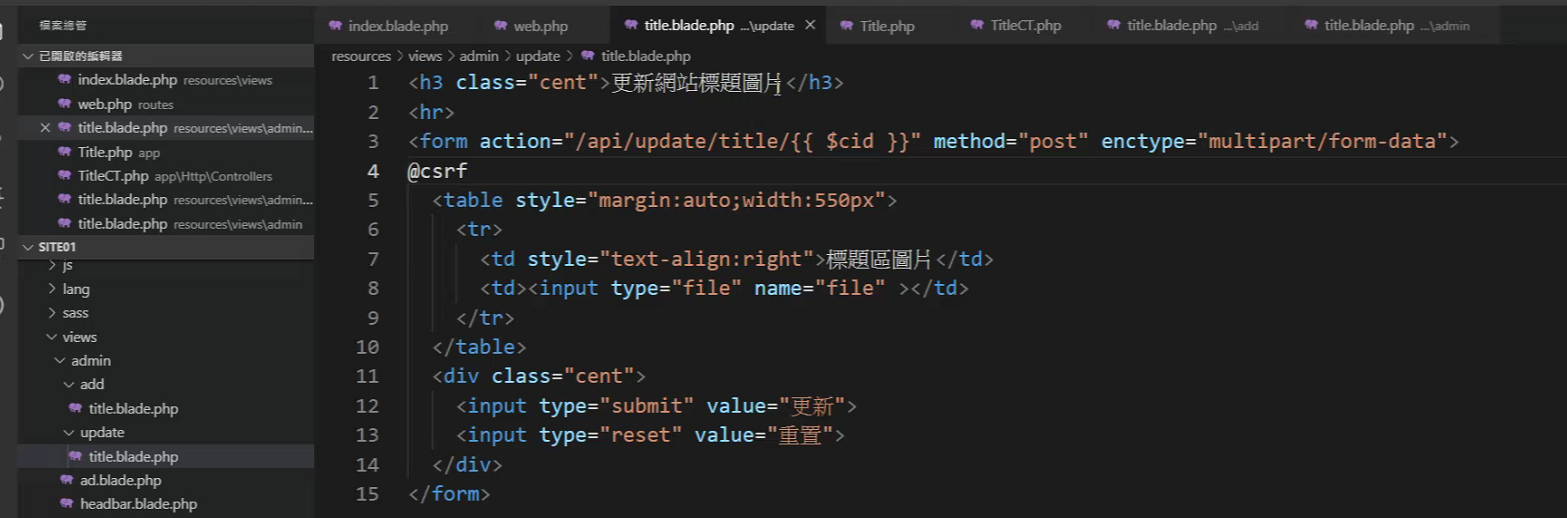 檔案總管
已開啟的編輯器
index.blade.php resources\views
web.php routes
title.blade.php resources\views\admin...
Title.php app
TitleCT.php app\Http\Controllers
title.blade.php resources\views\admin...
title.blade.php resources\views\admin
SITE01
js
lang
sass
views
admin
add
title.blade.php
update
title.blade.php
ad.blade.php
headbar.blade.php
index.blade.php web.php title.blade.php ...\update Title.php TitleCT.php title.blade.php ...\add title.blade.php ...\admin
resources > views > admin > update > title.blade.php
1 <h3 class="cent">更新網站標題圖片</h3>
2 <hr>
3 <form action="/api/update/title/{{ $cid }}" method="post" enctype="multipart/form-data">
4 @csrf
5 <table style="margin:auto;width:550px">
6 <tr>
7 <td style="text-align:right">標題區圖片</td>
8 <td><input type="file" name="file" ></td>
9 </tr>
10 </table>
11 <div class="cent">
12 <input type="submit" value="更新">
13 <input type="reset" value="重置">
14 </div>
15 </form>